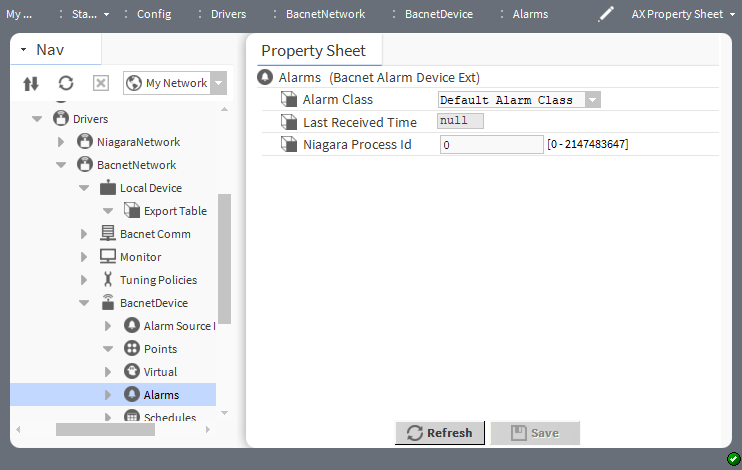 My ... : Sta... : Config : Drivers : BacnetNetwork : BacnetDevice : Alarms AX Property Sheet
Nav
My Network
Drivers
NiagaraNetwork
BacnetNetwork
Local Device
Export Table
Bacnet Comm
Monitor
Tuning Policies
BacnetDevice
Alarm Source I
Points
Virtual
Alarms
Schedules
Property Sheet
Alarms (Bacnet Alarm Device Ext)
Alarm Class Default Alarm Class
Last Received Time null
Niagara Process Id 0 [0-2147483647]
Refresh Save